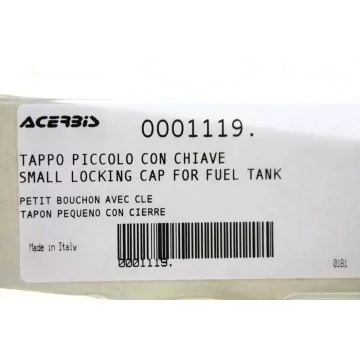 ACERBIS 0001119.
TAPPO PICCOLO CON CHIAVE
SMALL LOCKING CAP FOR FUEL TANK
PETIT BOUCHON AVEC CLE
TAPON PEQUENO CON CIERRE
Made in Italy
0001119.
0181